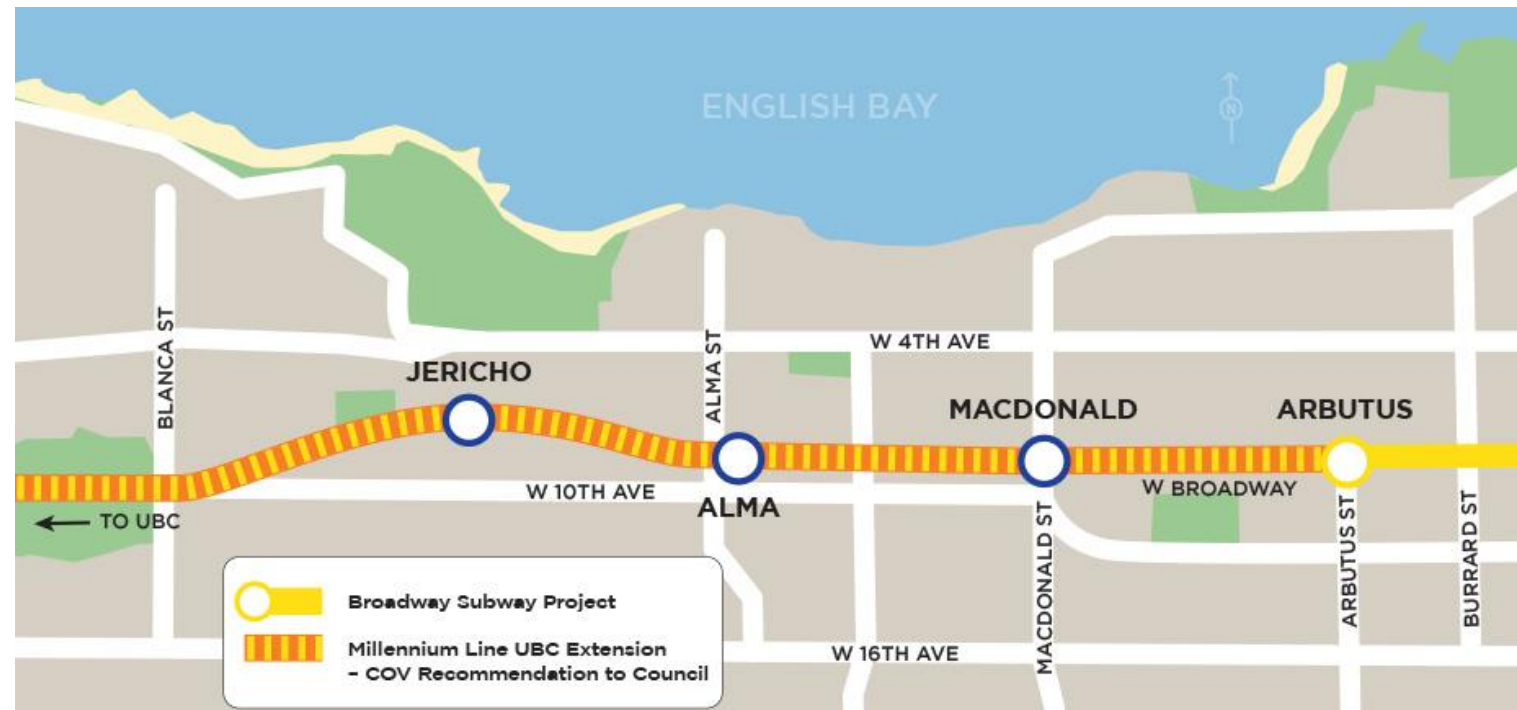 ENGLISH BAY
N
BLANCA ST
ALMA ST
W 4TH AVE
JERICHO
MACDONALD
ARBUTUS
W 10TH AVE
ALMA
W BROADWAY
TO UBC
MACDONALD ST
ARBUTUS ST
BURRARD ST
Broadway Subway Project
Millennium Line UBC Extension
– COV Recommendation to Council
W 16TH AVE